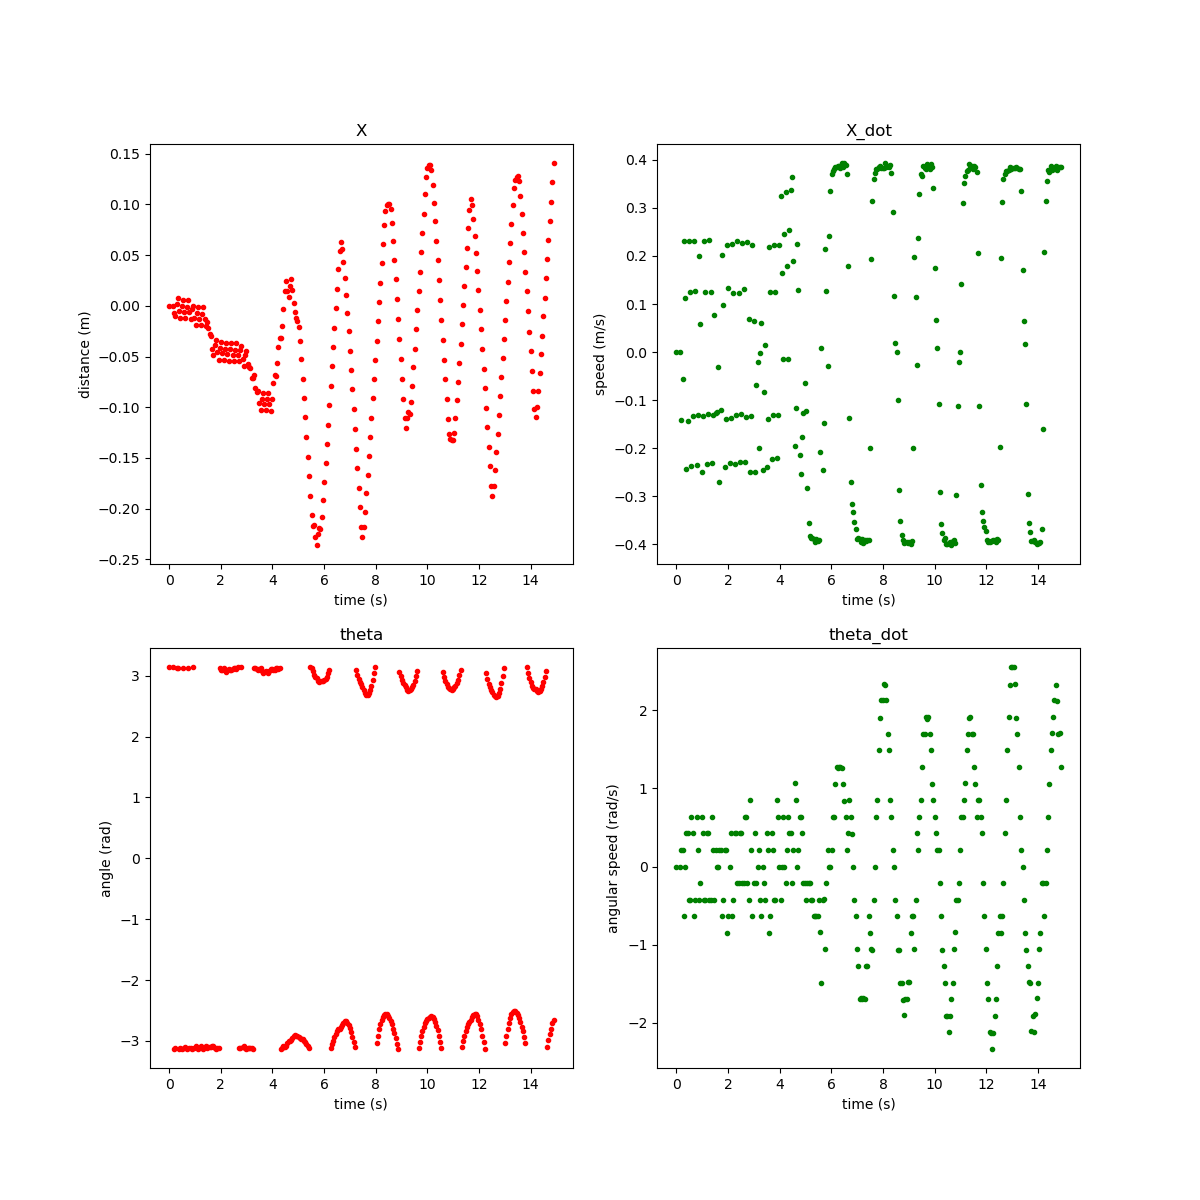 X
X_dot
0.15
0.10
0.05
0.00
−0.05
−0.10
−0.15
−0.20
−0.25
distance (m)
0 2 4 6 8 10 12 14
time (s)
0.4
0.3
0.2
0.1
0.0
−0.1
−0.2
−0.3
−0.4
speed (m/s)
0 2 4 6 8 10 12 14
time (s)
theta
theta_dot
3
2
1
0
−1
−2
−3
angle (rad)
0 2 4 6 8 10 12 14
time (s)
2
1
0
−1
−2
angular speed (rad/s)
0 2 4 6 8 10 12 14
time (s)